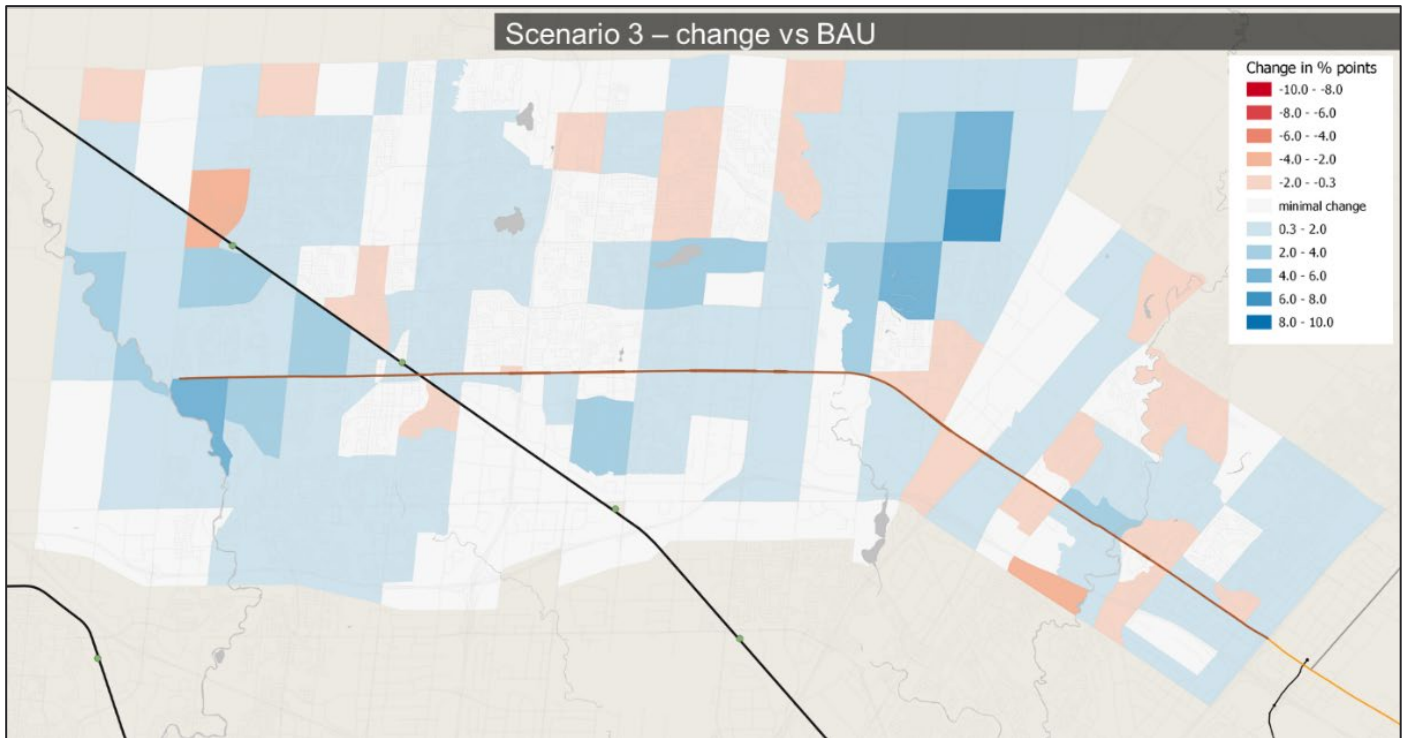 Scenario 3 – change vs BAU
Change in % points
-10.0 - -8.0
-8.0 - -6.0
-6.0 - -4.0
-4.0 - -2.0
-2.0 - -0.3
minimal change
0.3 - 2.0
2.0 - 4.0
4.0 - 6.0
6.0 - 8.0
8.0 - 10.0